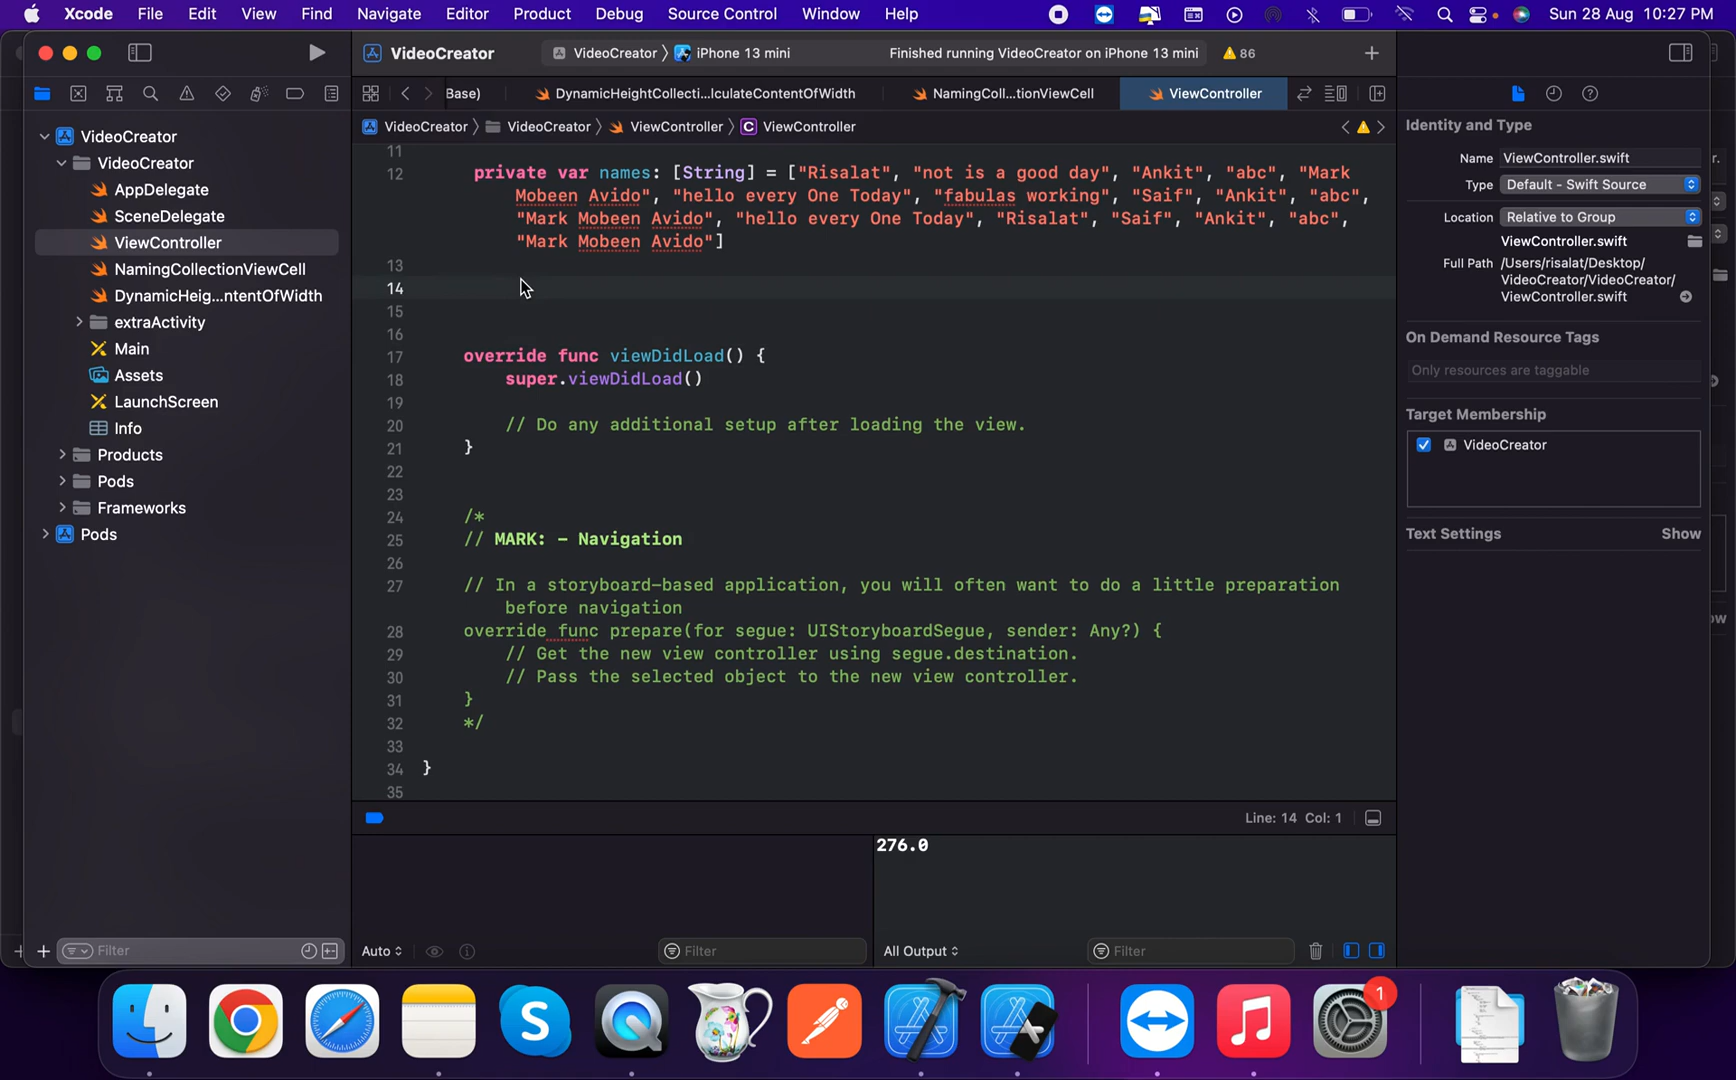 Xcode File Edit View Find Navigate Editor Product Debug Source Control Window Help Sun 28 Aug 10:27 PM
VideoCreator VideoCreator iPhone 13 mini Finished running VideoCreator on iPhone 13 mini 86
Base) DynamicHeightCollecti...lculateContentOfWidth NamingColl...tionViewCell ViewController
VideoCreator VideoCreator ViewController C ViewController
VideoCreator
VideoCreator
AppDelegate
SceneDelegate
ViewController
NamingCollectionViewCell
DynamicHeig...ntentOfWidth
extraActivity
Main
Assets
LaunchScreen
Info
Products
Pods
Frameworks
Pods
Filter
11
12 private var names: [String] = ["Risalat", "not is a good day", "Ankit", "abc", "Mark
Mobeen Avido", "hello every One Today", "fabulas working", "Saif", "Ankit", "abc",
"Mark Mobeen Avido", "hello every One Today", "Risalat", "Saif", "Ankit", "abc",
"Mark Mobeen Avido"]
13
14
15
16
17 override func viewDidLoad() {
18 super.viewDidLoad()
19
20 // Do any additional setup after loading the view.
21 }
22
23
24 /*
25 // MARK: - Navigation
26
27 // In a storyboard-based application, you will often want to do a little preparation
before navigation
28 override func prepare(for segue: UIStoryboardSegue, sender: Any?) {
29 // Get the new view controller using segue.destination.
30 // Pass the selected object to the new view controller.
31 }
32 */
33
34 }
35
Line: 14 Col: 1
276.0
Auto Filter All Output Filter
Identity and Type
Name ViewController.swift
Type Default - Swift Source
Location Relative to Group
ViewController.swift
Full Path /Users/risalat/Desktop/
VideoCreator/VideoCreator/
ViewController.swift
On Demand Resource Tags
Only resources are taggable
Target Membership
VideoCreator
Text Settings Show
S
1